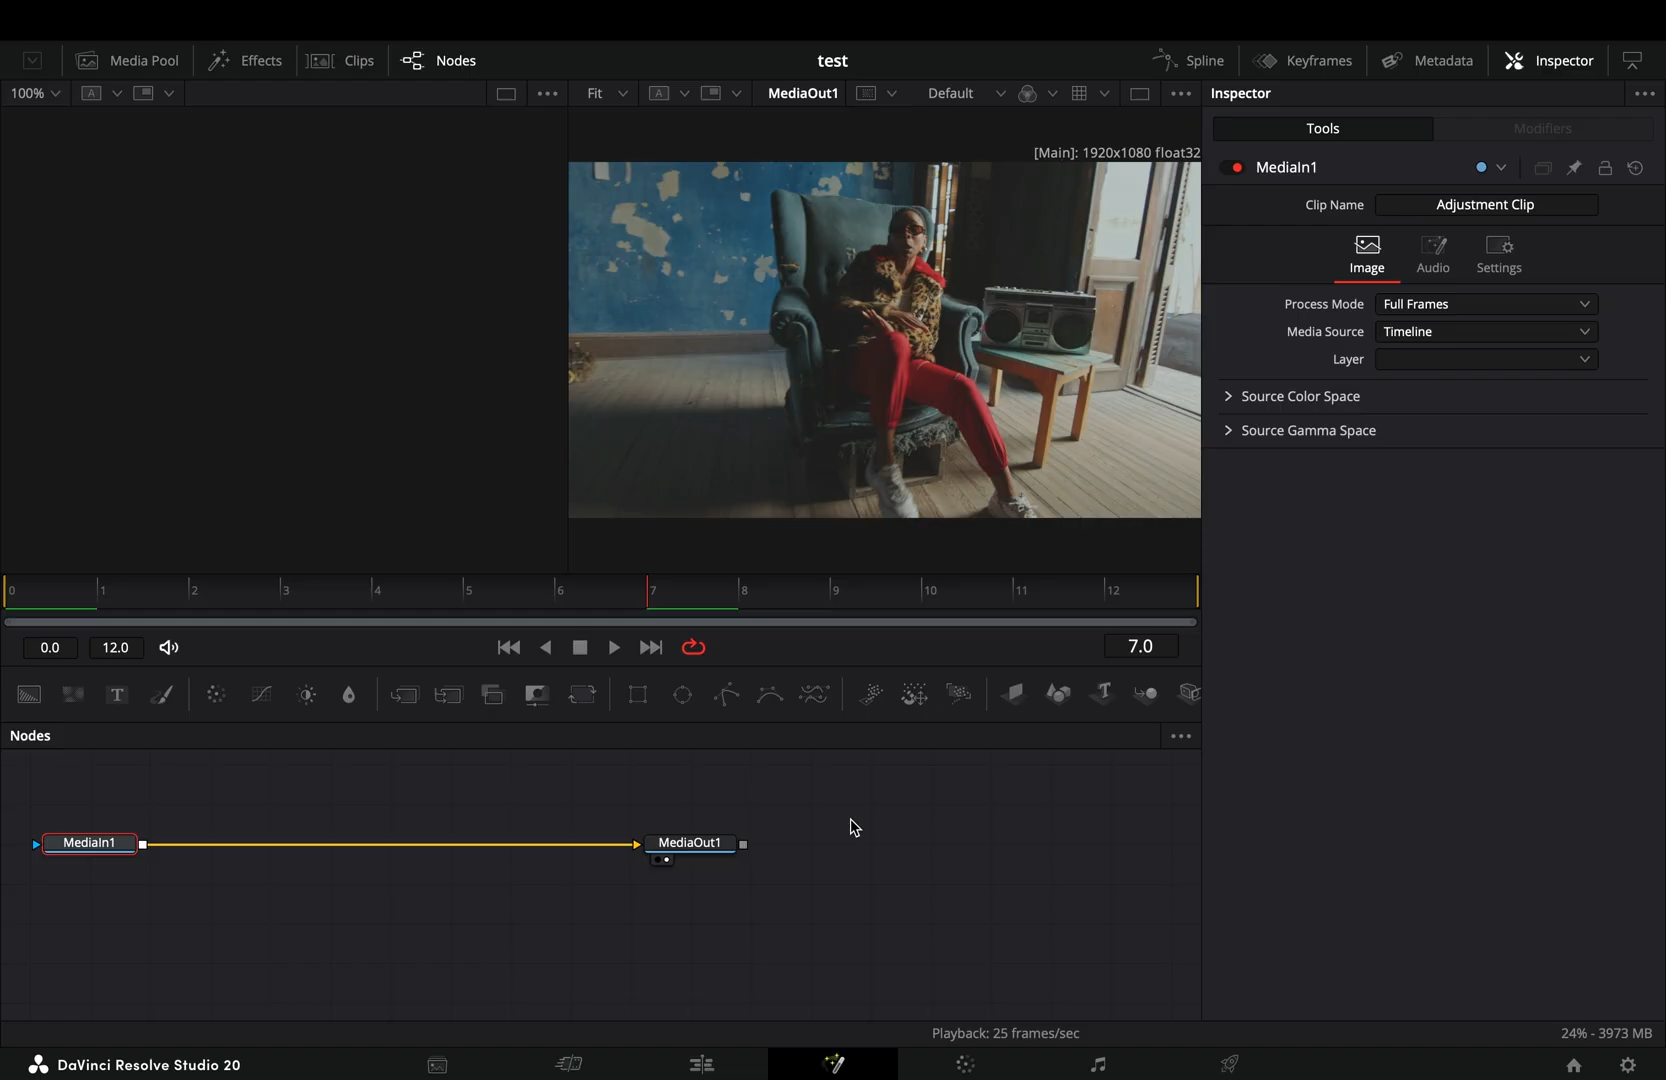 Media Pool
Effects
Clips
Nodes
test
Spline
Keyframes
Metadata
Inspector
100%
A
Fit
A
MediaOut1
Default
Inspector
[Main]: 1920x1080 float32
Tools
Modifiers
MediaIn1
Clip Name
Adjustment Clip
Image
Audio
Settings
Process Mode
Full Frames
Media Source
Timeline
Layer
Source Color Space
Source Gamma Space
0 1 2 3 4 5 6 7 8 9 10 11 12
0.0
12.0
7.0
T
T
Nodes
MediaIn1
MediaOut1
Playback: 25 frames/sec
24% - 3973 MB
DaVinci Resolve Studio 20